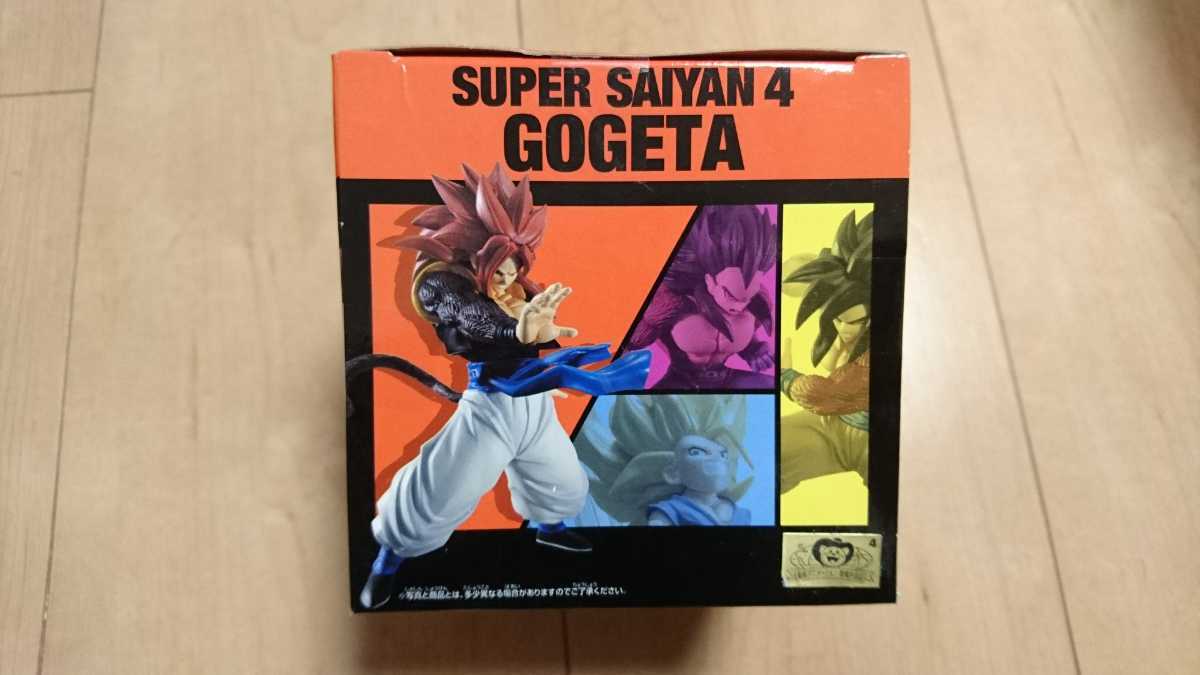 SUPER SAIYAN 4
GOGETA
4
※写真と商品とは、多少異なる場合がありますのでご了承ください。